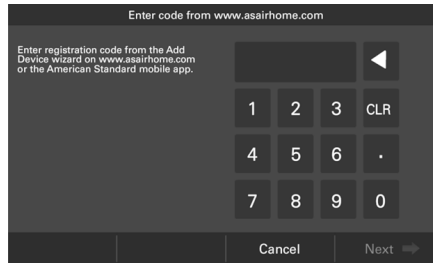 Enter code from www.asairhome.com
Enter registration code from the Add
Device wizard on www.asairhome.com
or the American Standard mobile app.
1 2 3 CLR
4 5 6 .
7 8 9 0
Cancel Next